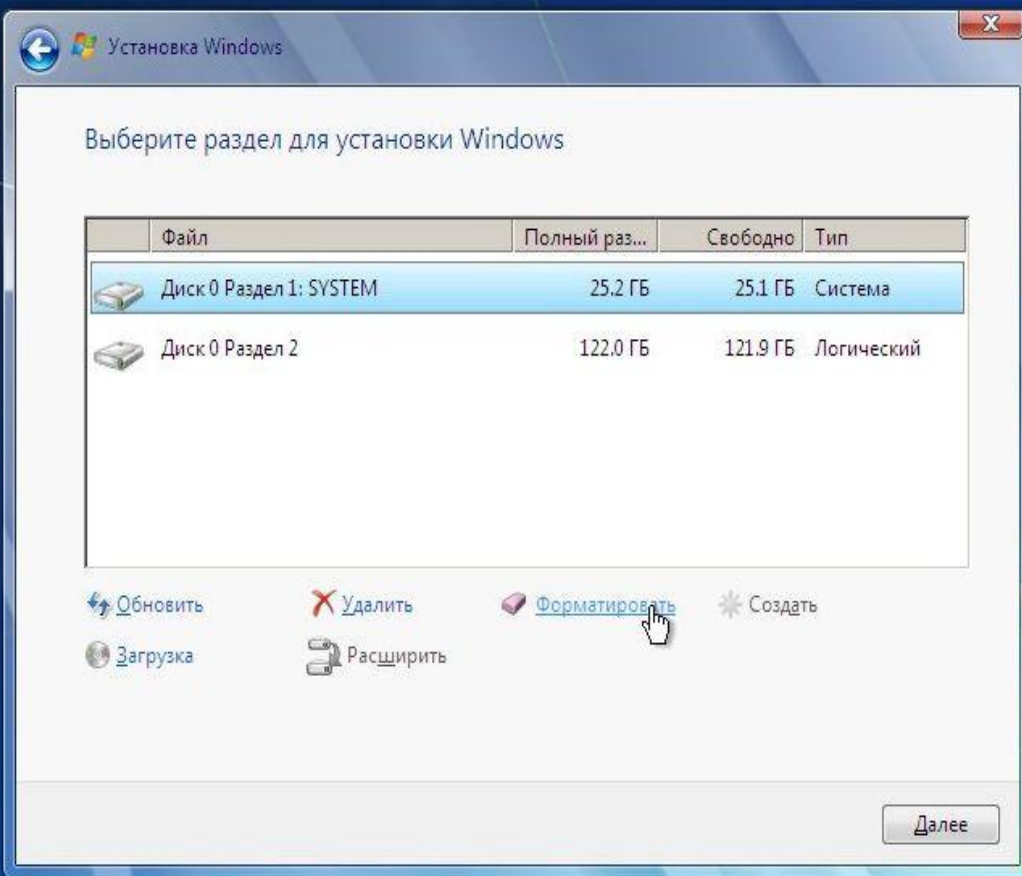 Установка Windows
Выберите раздел для установки Windows
Файл Полный раз... Свободно Тип
Диск 0 Раздел 1: SYSTEM 25.2 ГБ 25.1 ГБ Система
Диск 0 Раздел 2 122.0 ГБ 121.9 ГБ Логический
Обновить Удалить Форматировать Создать
Загрузка Расширить
Далее